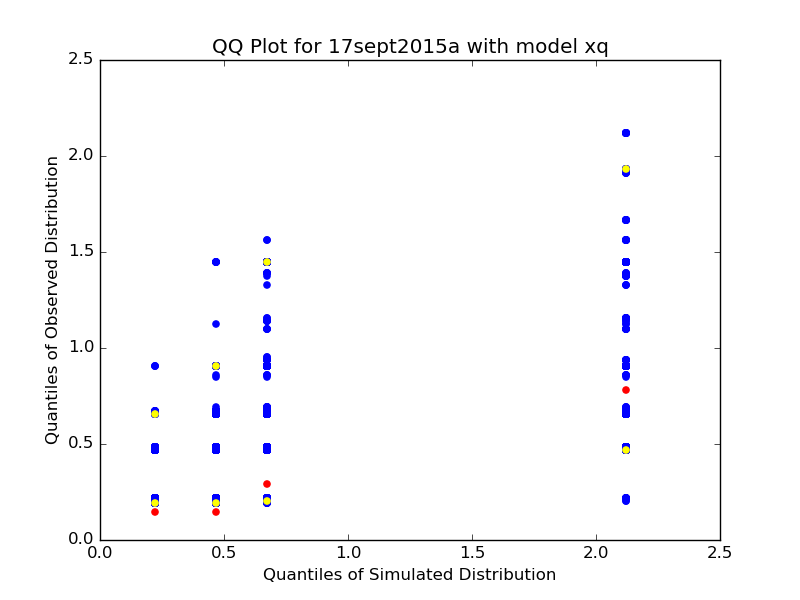 QQ Plot for 17sept2015a with model xq
2.5
2.0
1.5
1.0
0.5
0.0
Quantiles of Observed Distribution
0.0 0.5 1.0 1.5 2.0 2.5
Quantiles of Simulated Distribution